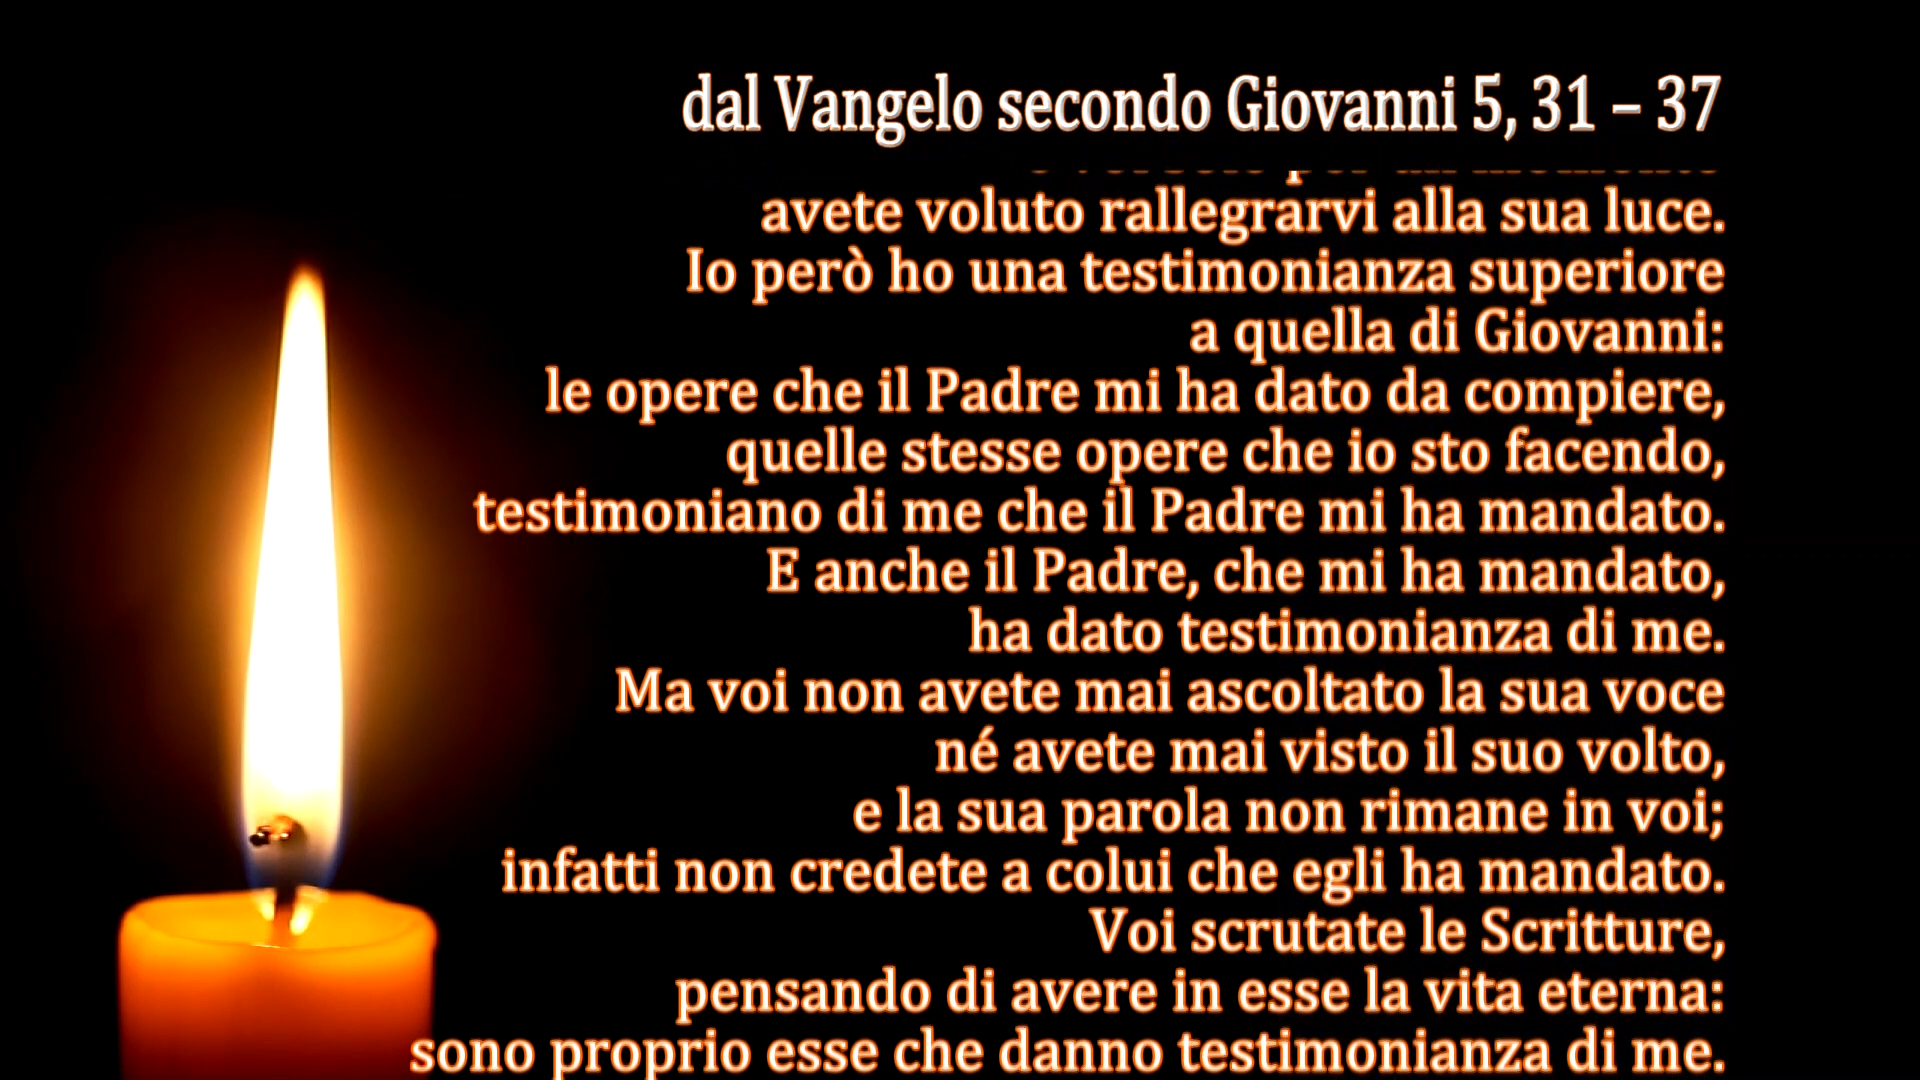 dal Vangelo secondo Giovanni 5, 31 – 37
avete voluto rallegrarvi alla sua luce.
Io però ho una testimonianza superiore
a quella di Giovanni:
le opere che il Padre mi ha dato da compiere,
quelle stesse opere che io sto facendo,
testimoniano di me che il Padre mi ha mandato.
E anche il Padre, che mi ha mandato,
ha dato testimonianza di me.
Ma voi non avete mai ascoltato la sua voce
né avete mai visto il suo volto,
e la sua parola non rimane in voi;
infatti non credete a colui che egli ha mandato.
Voi scrutate le Scritture,
pensando di avere in esse la vita eterna:
sono proprio esse che danno testimonianza di me.